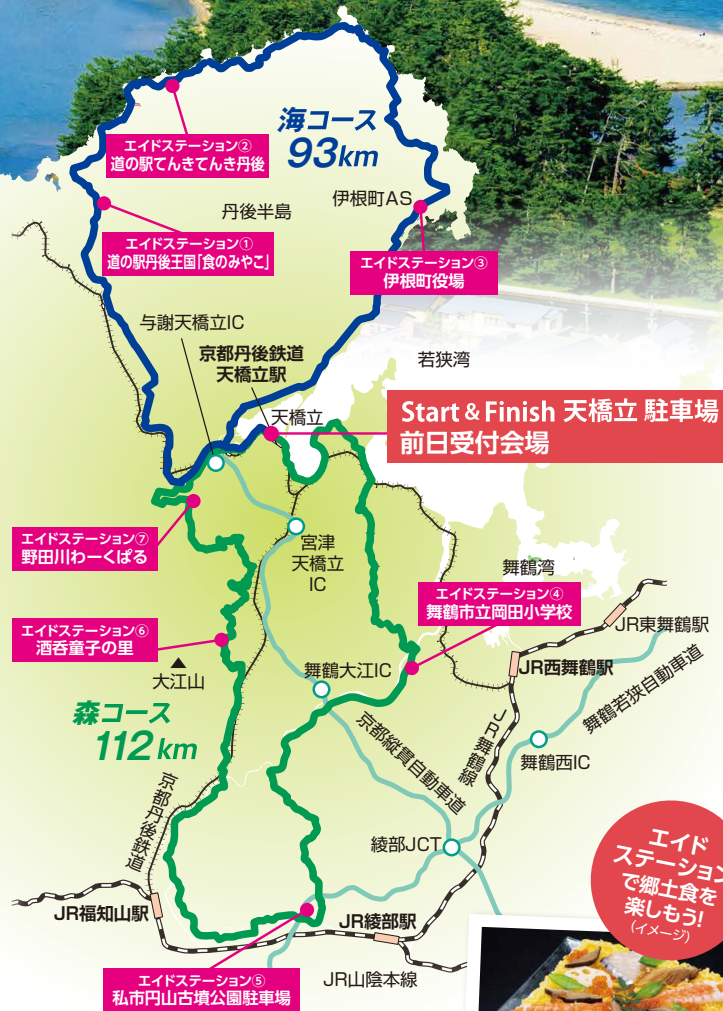 海コース
93km
エイドステーション②
道の駅てんきてんき丹後
丹後半島
伊根町AS
エイドステーション①
道の駅丹後王国「食のみやこ」
エイドステーション③
伊根町役場
与謝天橋立IC
京都丹後鉄道
天橋立駅
若狭湾
天橋立
Start & Finish 天橋立 駐車場
前日受付会場
エイドステーション⑦
野田川わーくぱる
宮津
天橋立
IC
舞鶴湾
エイドステーション④
舞鶴市立岡田小学校
JR東舞鶴駅
エイドステーション⑥
酒呑童子の里
大江山
舞鶴大江IC
JR西舞鶴駅
舞鶴若狭自動車道
森コース
112km
京都縦貫自動車道
JR舞鶴線
舞鶴西IC
京都丹後鉄道
綾部JCT
エイド
ステーション
で郷土食を
楽しもう!
(イメージ)
JR福知山駅
JR綾部駅
エイドステーション⑤
私市円山古墳公園駐車場
JR山陰本線